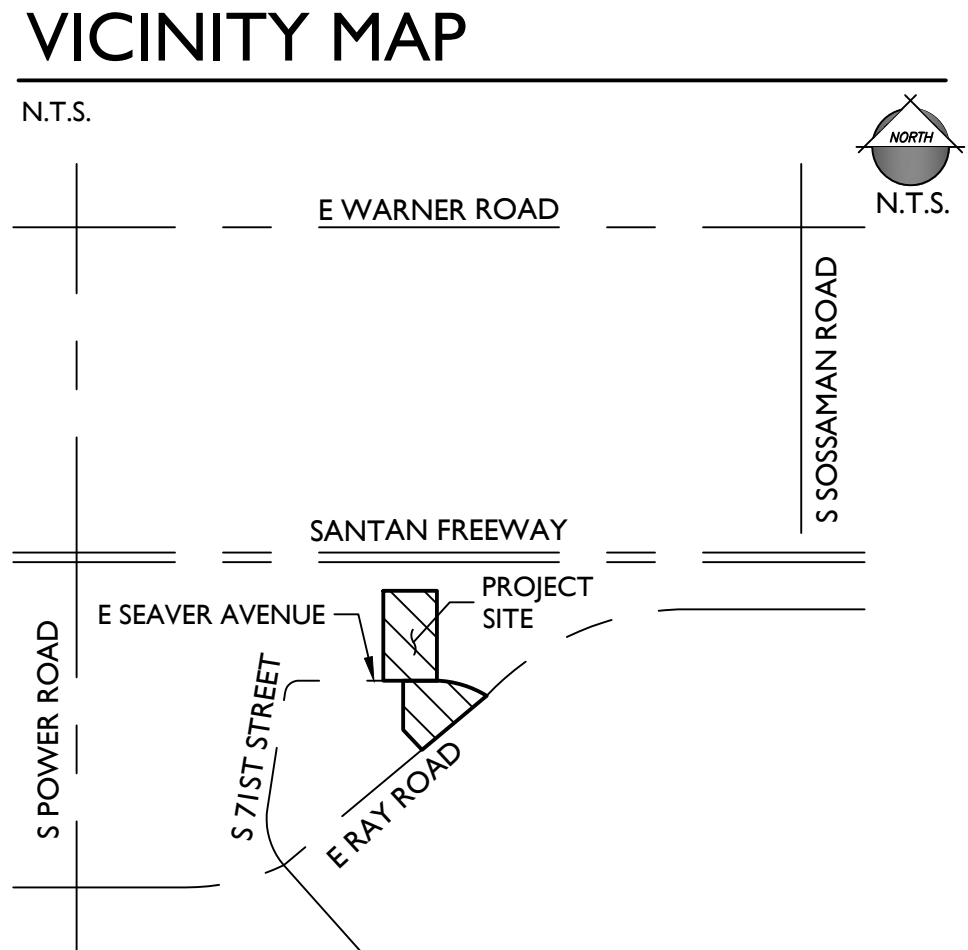 VICINITY MAP
N.T.S.
NORTH
N.T.S.
E WARNER ROAD
S SOSSAMAN ROAD
SANTAN FREEWAY
PROJECT
SITE
E SEAVER AVENUE
S POWER ROAD
S 71ST STREET
E RAY ROAD